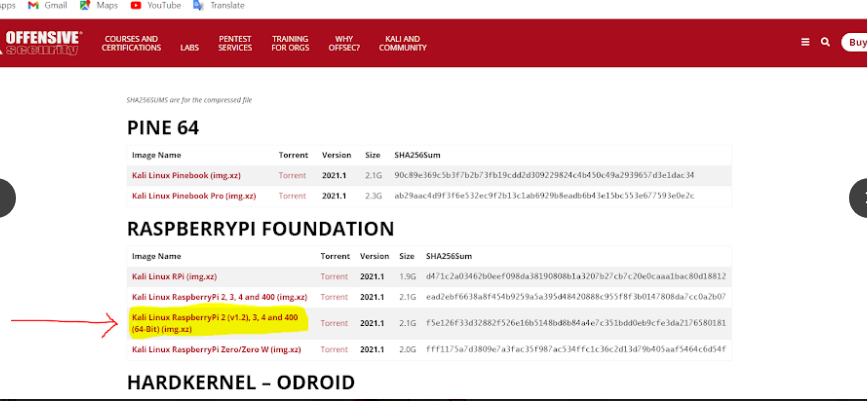 pps Gmail Maps YouTube Translate
OFFENSIVE
security
COURSES AND
CERTIFICATIONS
LABS
PENTEST
SERVICES
TRAINING
FOR ORGS
WHY
OFFSEC?
KALI AND
COMMUNITY
Buy
SHA256SUMS are for the compressed file
PINE 64
Image Name Torrent Version Size SHA256Sum
Kali Linux Pinebook (img.xz) Torrent 2021.1 2.1G 90c89e369c5b3f7b2b73fb19cdd2d309229824c4b450c49a2939657d3e1dac34
Kali Linux Pinebook Pro (img.xz) Torrent 2021.1 2.3G ab29aac4d9f3f6e532ec9f2b13c1ab6929b8eadb6b43e15bc553e677593e0e2c
RASPBERRYPI FOUNDATION
Image Name Torrent Version Size SHA256Sum
Kali Linux RPi (img.xz) Torrent 2021.1 1.9G d471c2a03462b0eef098da38190808b1a3207b27cb7c20e0caaa1bac80d18812
Kali Linux RaspberryPi 2, 3, 4 and 400 (img.xz) Torrent 2021.1 2.1G ead2ebf6638a8f454b9259a5a395d48420888c955f8f3b0147808da7cc0a2b07
Kali Linux RaspberryPi 2 (v1.2), 3, 4 and 400
(64-Bit) (img.xz) Torrent 2021.1 2.1G f5e126f33d32882f526e16b5148bd8b84a4e7c351bdd0eb9cfe3da2176580181
Kali Linux RaspberryPi Zero/Zero W (img.xz) Torrent 2021.1 2.0G fff1175a7d3809e7a3fac35f987ac534ffc1c36c2d13d79b405aaf5464c6d54f
HARDKERNEL – ODROID